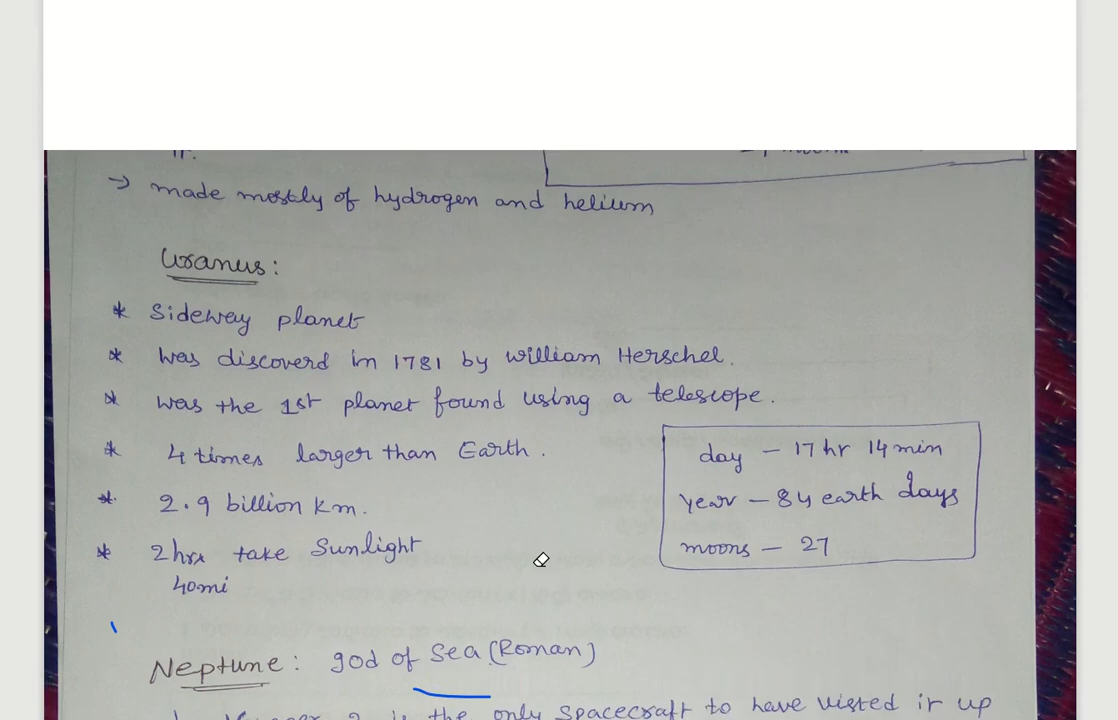 → made mostly of hydrogen and helium
Uranus:
* Sideway planet
* Was discoverd in 1781 by William Herschel.
* Was the 1st planet found using a telescope.
* 4 times larger than Earth.
* 2.9 billion km.
* 2hrs take Sunlight
40mi
day – 17 hr 14 min
year – 84 earth days
moons – 27
Neptune: god of Sea (Roman)
2 is the only Spacecraft to have visted it up